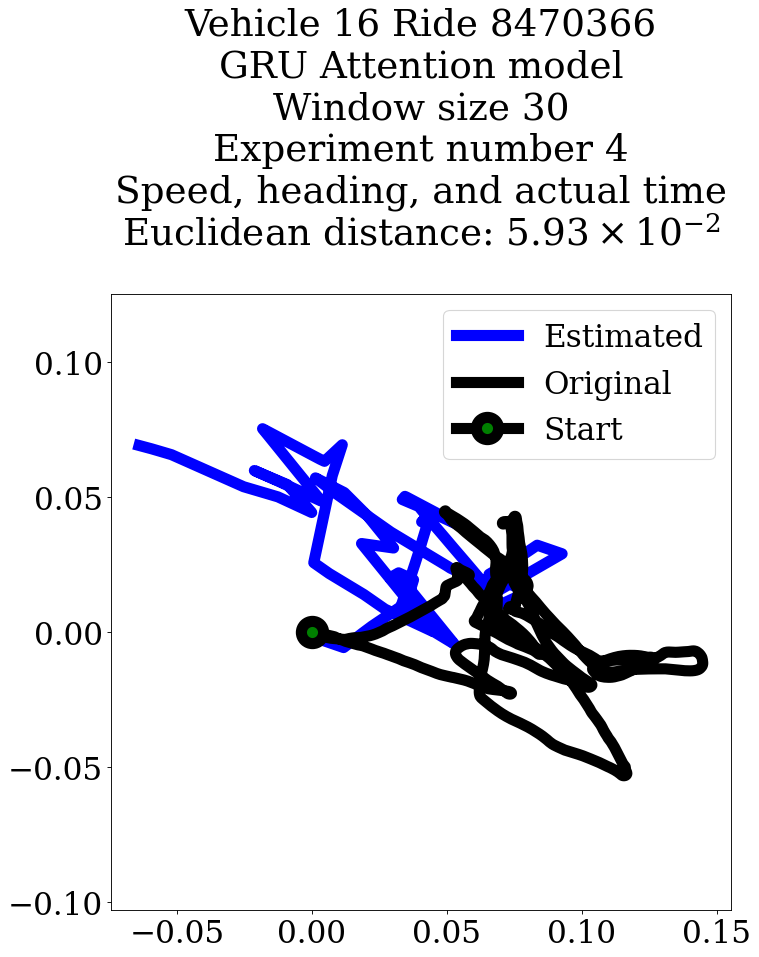 Vehicle 16 Ride 8470366
GRU Attention model
Window size 30
Experiment number 4
Speed, heading, and actual time
Euclidean distance: 5.93 × 10⁻²
Estimated
Original
Start
0.10
0.05
0.00
−0.05
−0.10
−0.05 0.00 0.05 0.10 0.15